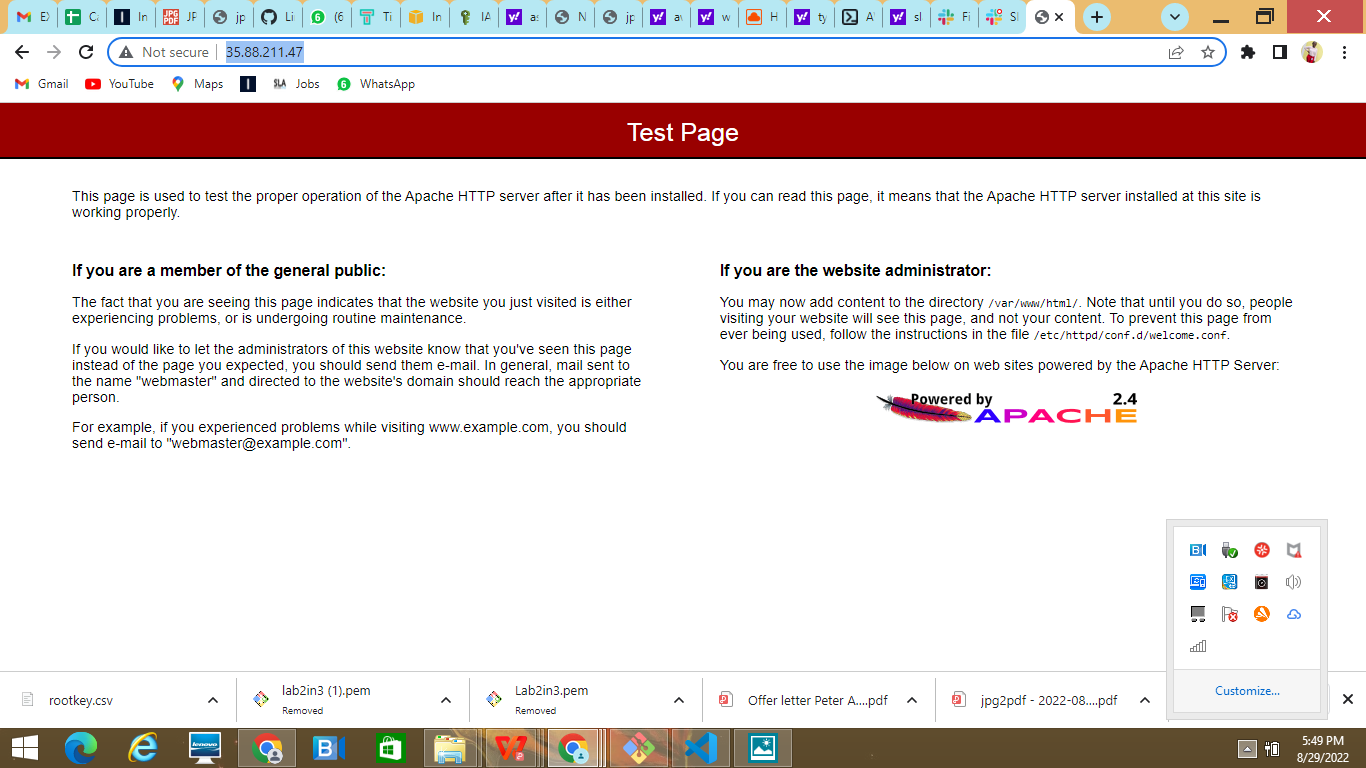 EX
Ca
In
JP
jp
Li
(6
Ti
In
IA
as
N
jp
av
w
H
ty
A
sl
Fi
Sl
Not secure
35.88.211.47
Gmail
YouTube
Maps
SLA Jobs
WhatsApp
Test Page
This page is used to test the proper operation of the Apache HTTP server after it has been installed. If you can read this page, it means that the Apache HTTP server installed at this site is
working properly.
If you are a member of the general public:
The fact that you are seeing this page indicates that the website you just visited is either
experiencing problems, or is undergoing routine maintenance.
If you would like to let the administrators of this website know that you've seen this page
instead of the page you expected, you should send them e-mail. In general, mail sent to
the name "webmaster" and directed to the website's domain should reach the appropriate
person.
For example, if you experienced problems while visiting www.example.com, you should
send e-mail to "webmaster@example.com".
If you are the website administrator:
You may now add content to the directory /var/www/html/. Note that until you do so, people
visiting your website will see this page, and not your content. To prevent this page from
ever being used, follow the instructions in the file /etc/httpd/conf.d/welcome.conf.
You are free to use the image below on web sites powered by the Apache HTTP Server:
Powered by 2.4
APACHE
Customize...
rootkey.csv
lab2in3 (1).pem
Removed
Lab2in3.pem
Removed
Offer letter Peter A....pdf
jpg2pdf - 2022-08....pdf
lenovo
5:49 PM
8/29/2022